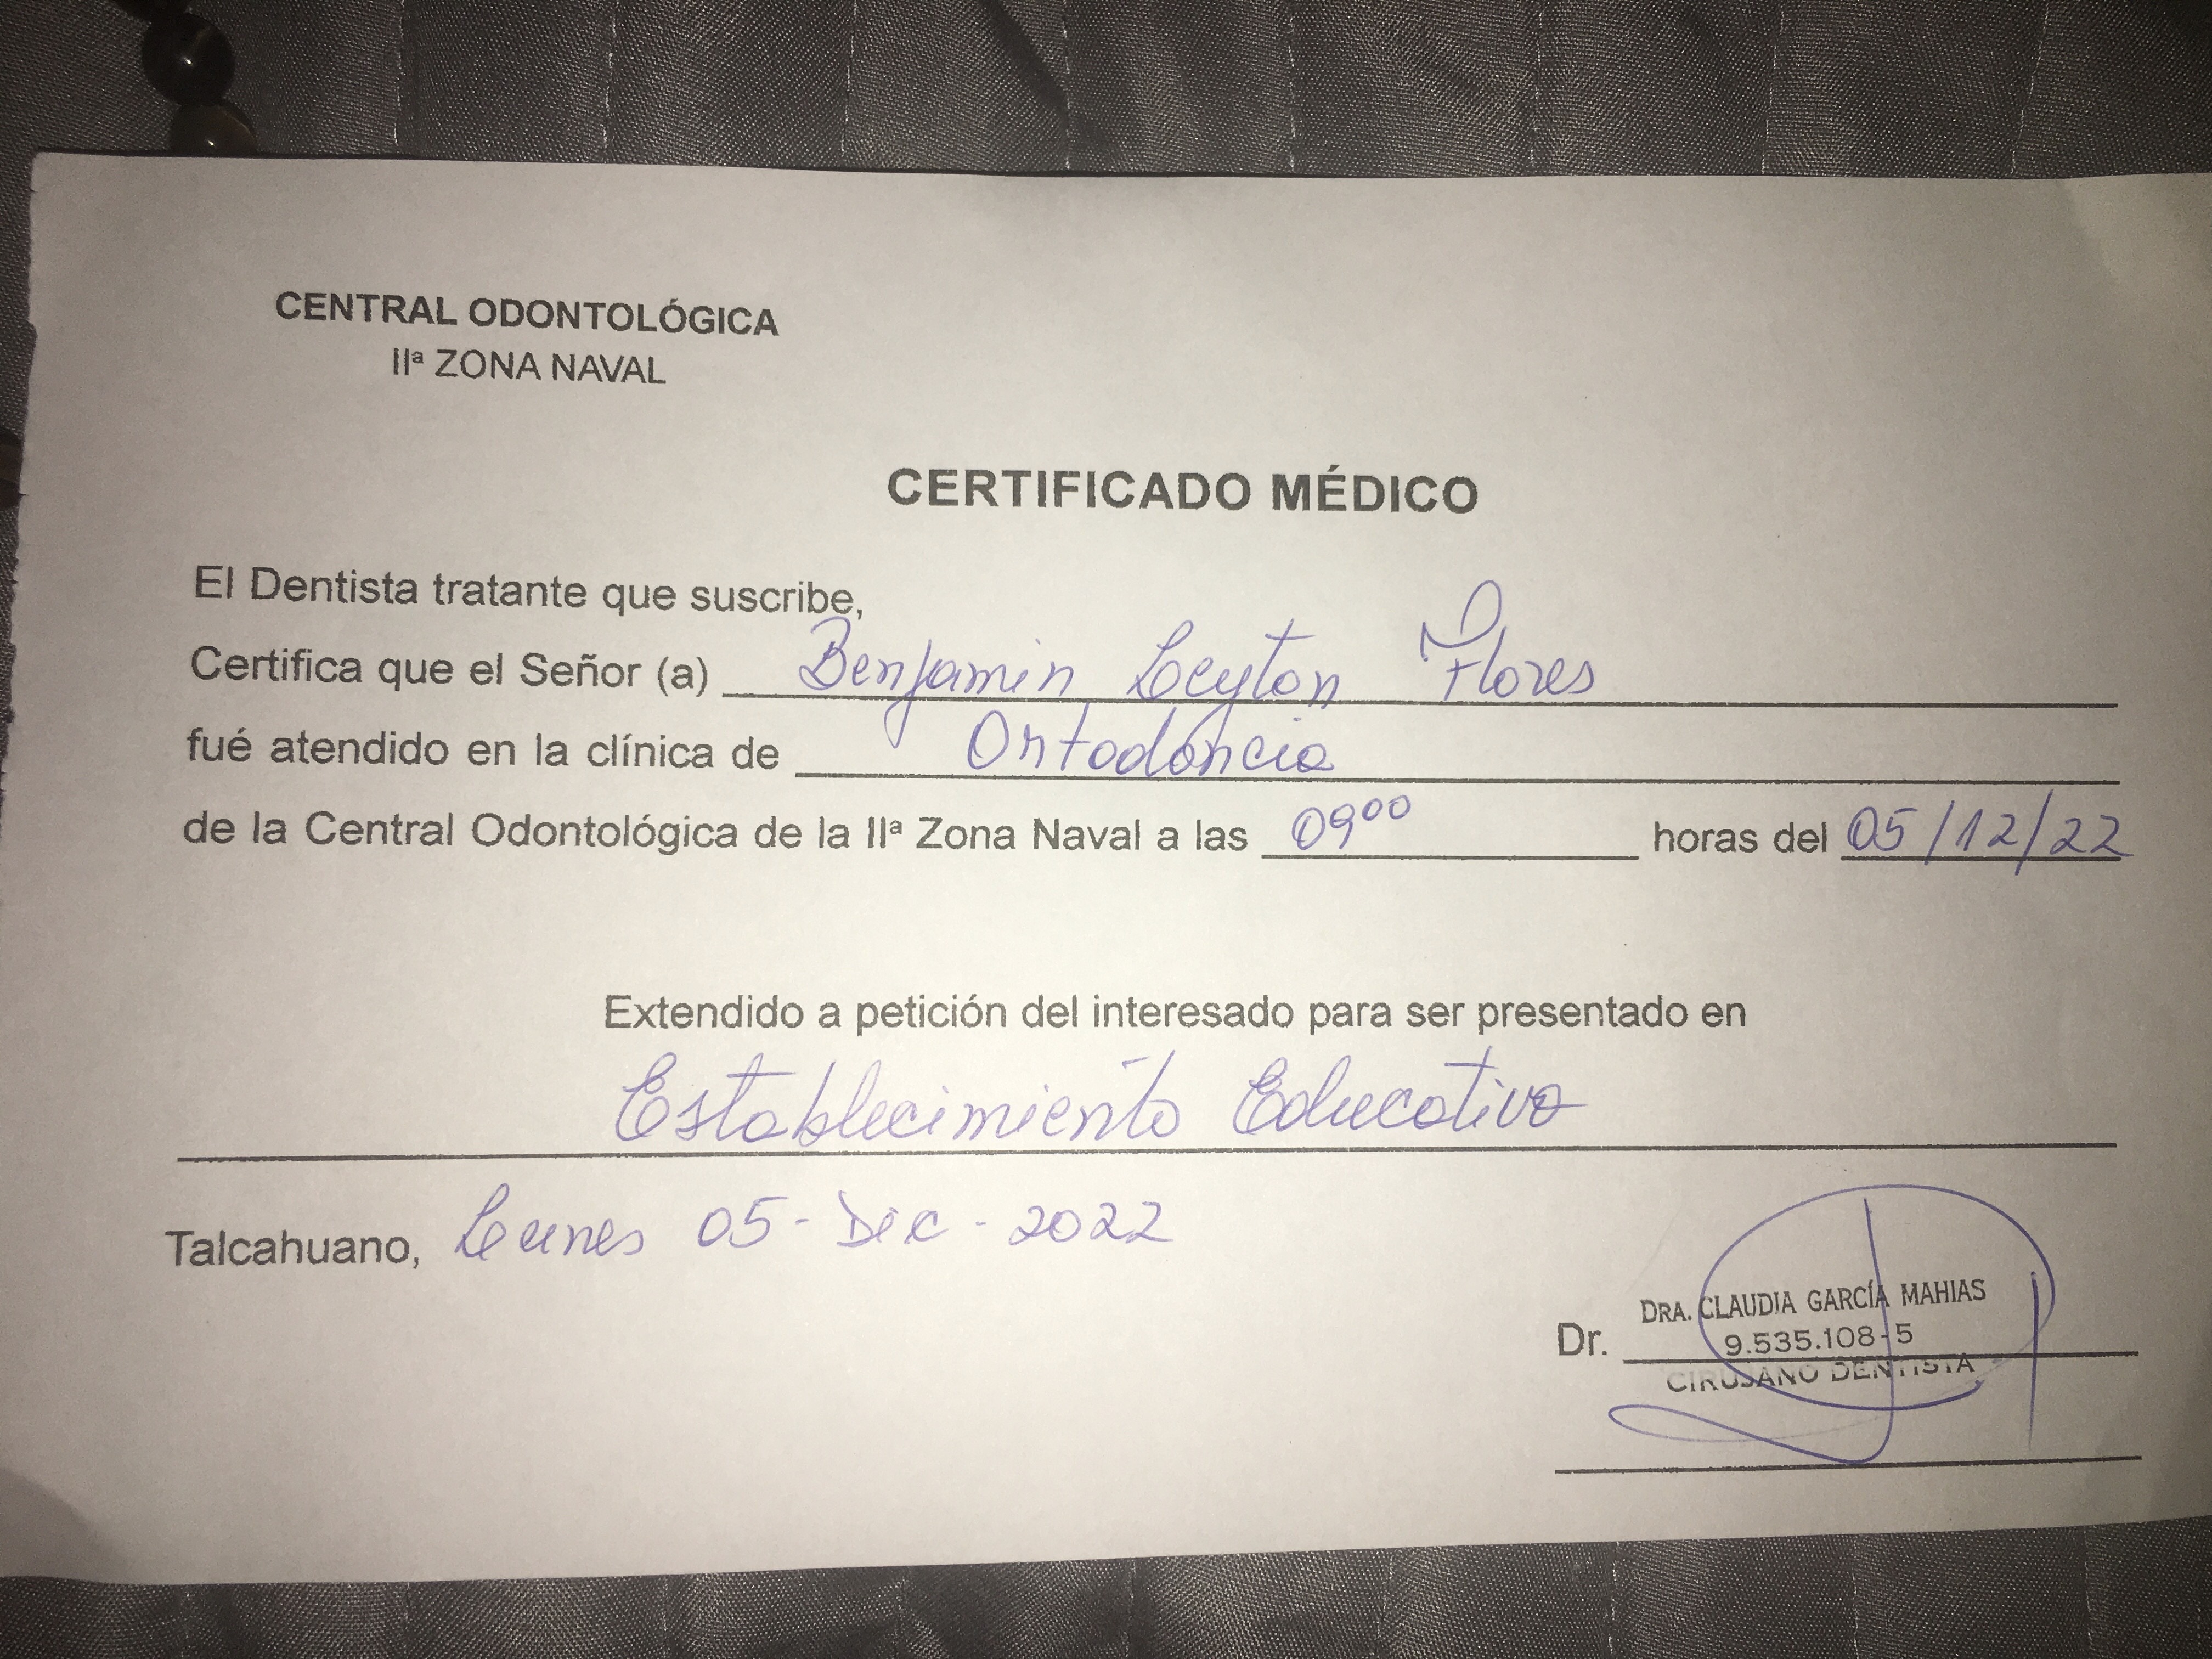 CENTRAL ODONTOLÓGICA
IIª ZONA NAVAL
CERTIFICADO MÉDICO
El Dentista tratante que suscribe,
Certifica que el Señor (a) Benjamin Leyton Flores
fué atendido en la clínica de Ortodóncia
de la Central Odontológica de la IIª Zona Naval a las 09⁰⁰ horas del 05/12/22
Extendido a petición del interesado para ser presentado en
Establecimiento Educativo
Talcahuano, Lunes 05-Dic-2022
DRA. CLAUDIA GARCÍA MAHIAS
Dr. 9.535.108-5
CIRUJANO DENTISTA